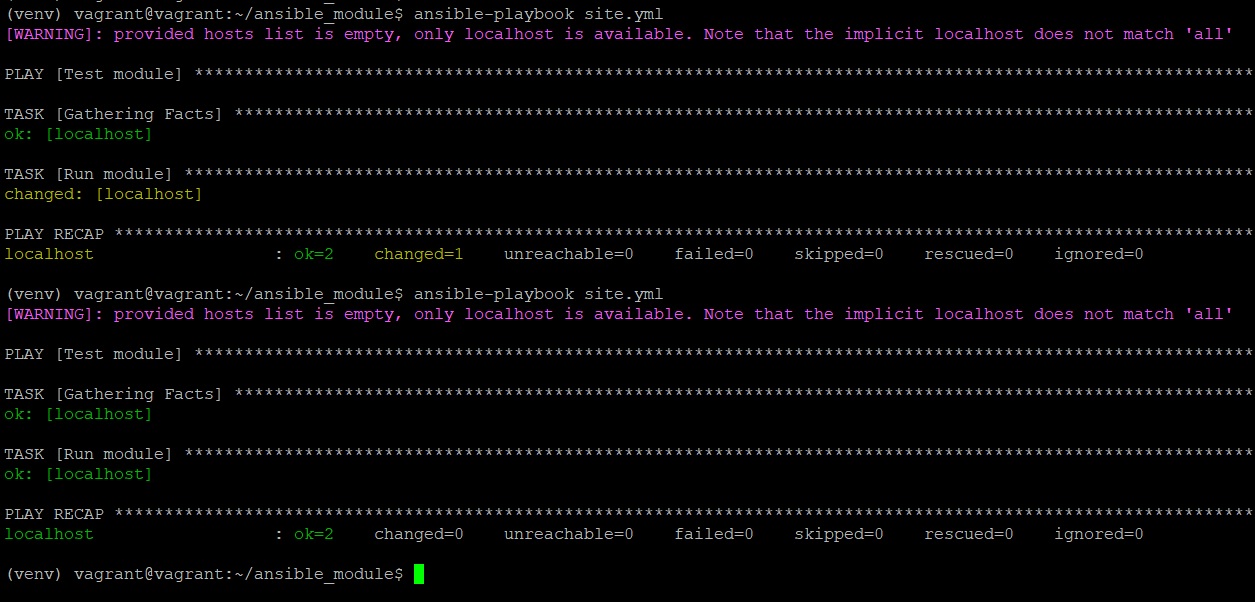 (venv) vagrant@vagrant:~/ansible_module$ ansible-playbook site.yml
[WARNING]: provided hosts list is empty, only localhost is available. Note that the implicit localhost does not match 'all'
PLAY [Test module] **********************************************************************************************************
TASK [Gathering Facts] ******************************************************************************************************
ok: [localhost]
TASK [Run module] ***********************************************************************************************************
changed: [localhost]
PLAY RECAP ******************************************************************************************************************
localhost                  : ok=2    changed=1    unreachable=0    failed=0    skipped=0    rescued=0    ignored=0
(venv) vagrant@vagrant:~/ansible_module$ ansible-playbook site.yml
[WARNING]: provided hosts list is empty, only localhost is available. Note that the implicit localhost does not match 'all'
PLAY [Test module] **********************************************************************************************************
TASK [Gathering Facts] ******************************************************************************************************
ok: [localhost]
TASK [Run module] ***********************************************************************************************************
ok: [localhost]
PLAY RECAP ******************************************************************************************************************
localhost                  : ok=2    changed=0    unreachable=0    failed=0    skipped=0    rescued=0    ignored=0
(venv) vagrant@vagrant:~/ansible_module$